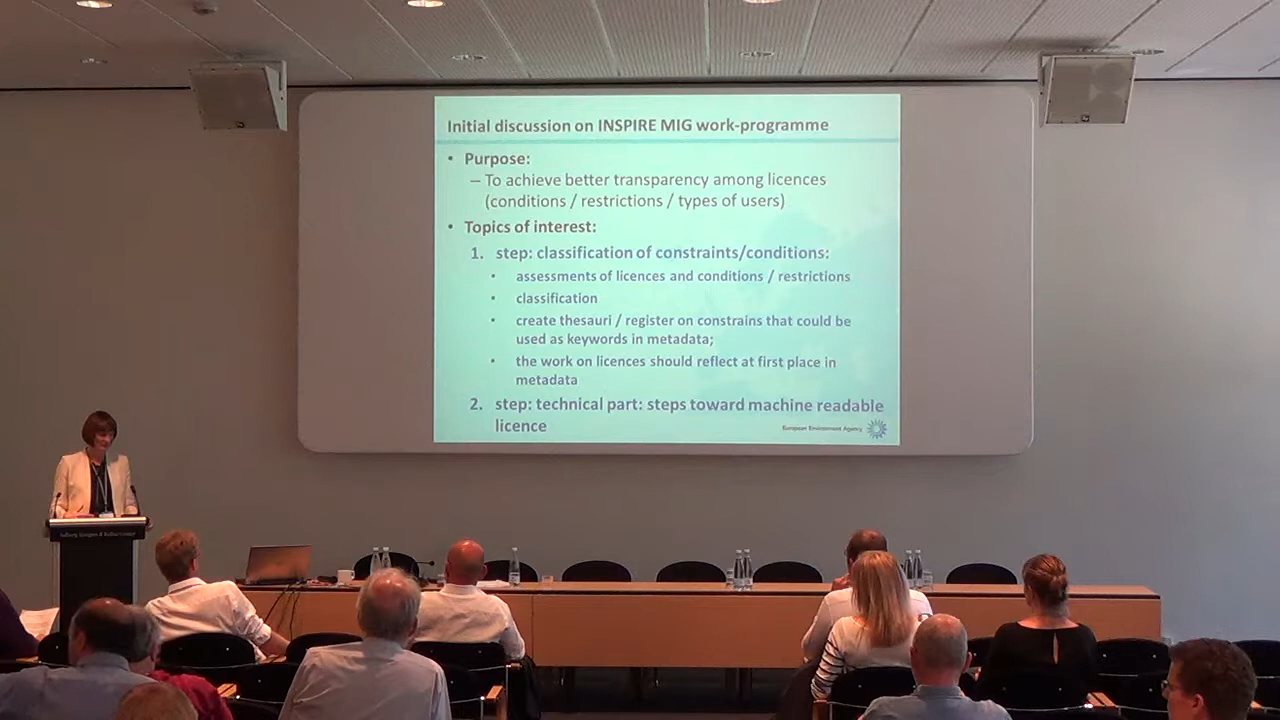 Initial discussion on INSPIRE MIG work-programme
• Purpose:
– To achieve better transparency among licences
(conditions / restrictions / types of users)
• Topics of interest:
1. step: classification of constraints/conditions:
• assessments of licences and conditions / restrictions
• classification
• create thesauri / register on constrains that could be
used as keywords in metadata;
• the work on licences should reflect at first place in
metadata
2. step: technical part: steps toward machine readable
licence
European Environment Agency
Aalborg Kongres & Kulturcenter